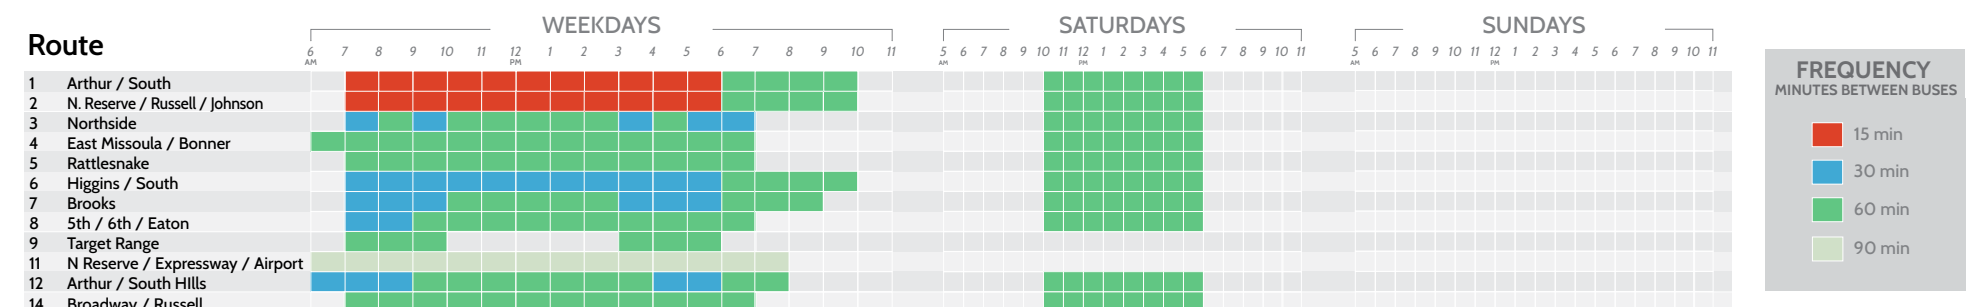 WEEKDAYS SATURDAYS SUNDAYS
Route
6 7 8 9 10 11 12 1 2 3 4 5 6 7 8 9 10 11
AM PM
5 6 7 8 9 10 11 12 1 2 3 4 5 6 7 8 9 10 11
AM PM
5 6 7 8 9 10 11 12 1 2 3 4 5 6 7 8 9 10 11
AM PM
1 Arthur / South
2 N. Reserve / Russell / Johnson
3 Northside
4 East Missoula / Bonner
5 Rattlesnake
6 Higgins / South
7 Brooks
8 5th / 6th / Eaton
9 Target Range
11 N Reserve / Expressway / Airport
12 Arthur / South HIlls
14 Broadway / Russell
FREQUENCY
MINUTES BETWEEN BUSES
15 min
30 min
60 min
90 min